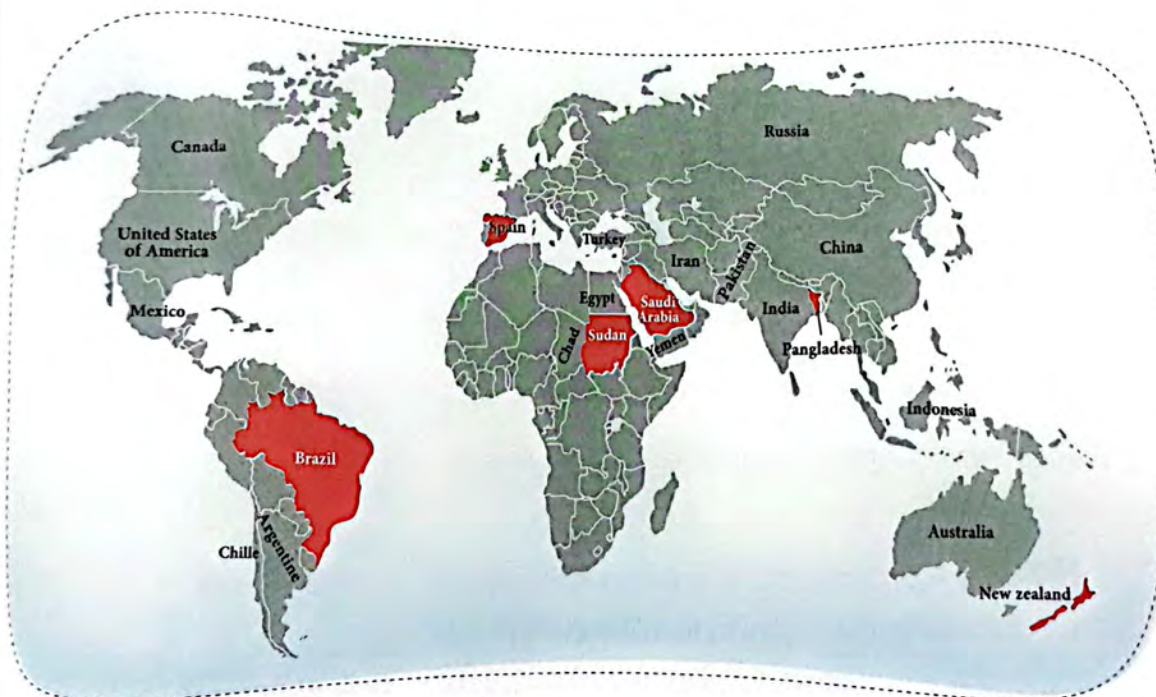 Russia
Canada
Spain
United States
of America
Turkey
China
Iran
Pakistan
Mexico
Egypt
Saudi
Arabia
India
Sudan
Chad
Yemen
Pangladesh
Indonesia
Brazil
Argentine
Chille
Australia
New zealand